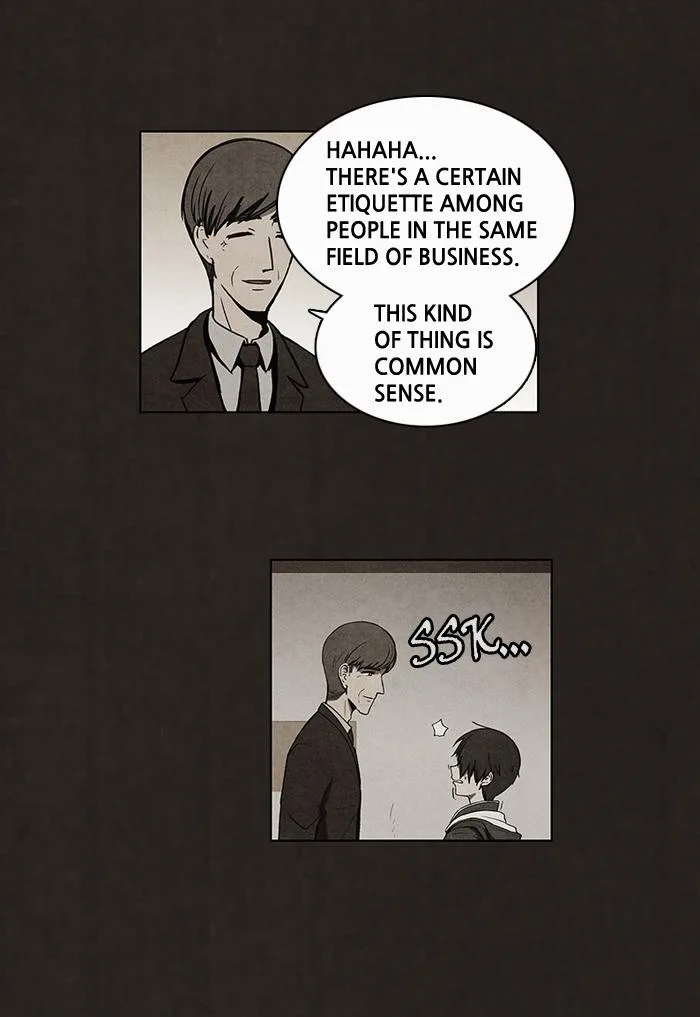 HAHAHA...
THERE'S A CERTAIN
ETIQUETTE AMONG
PEOPLE IN THE SAME
FIELD OF BUSINESS.
THIS KIND
OF THING IS
COMMON
SENSE.
SSK...